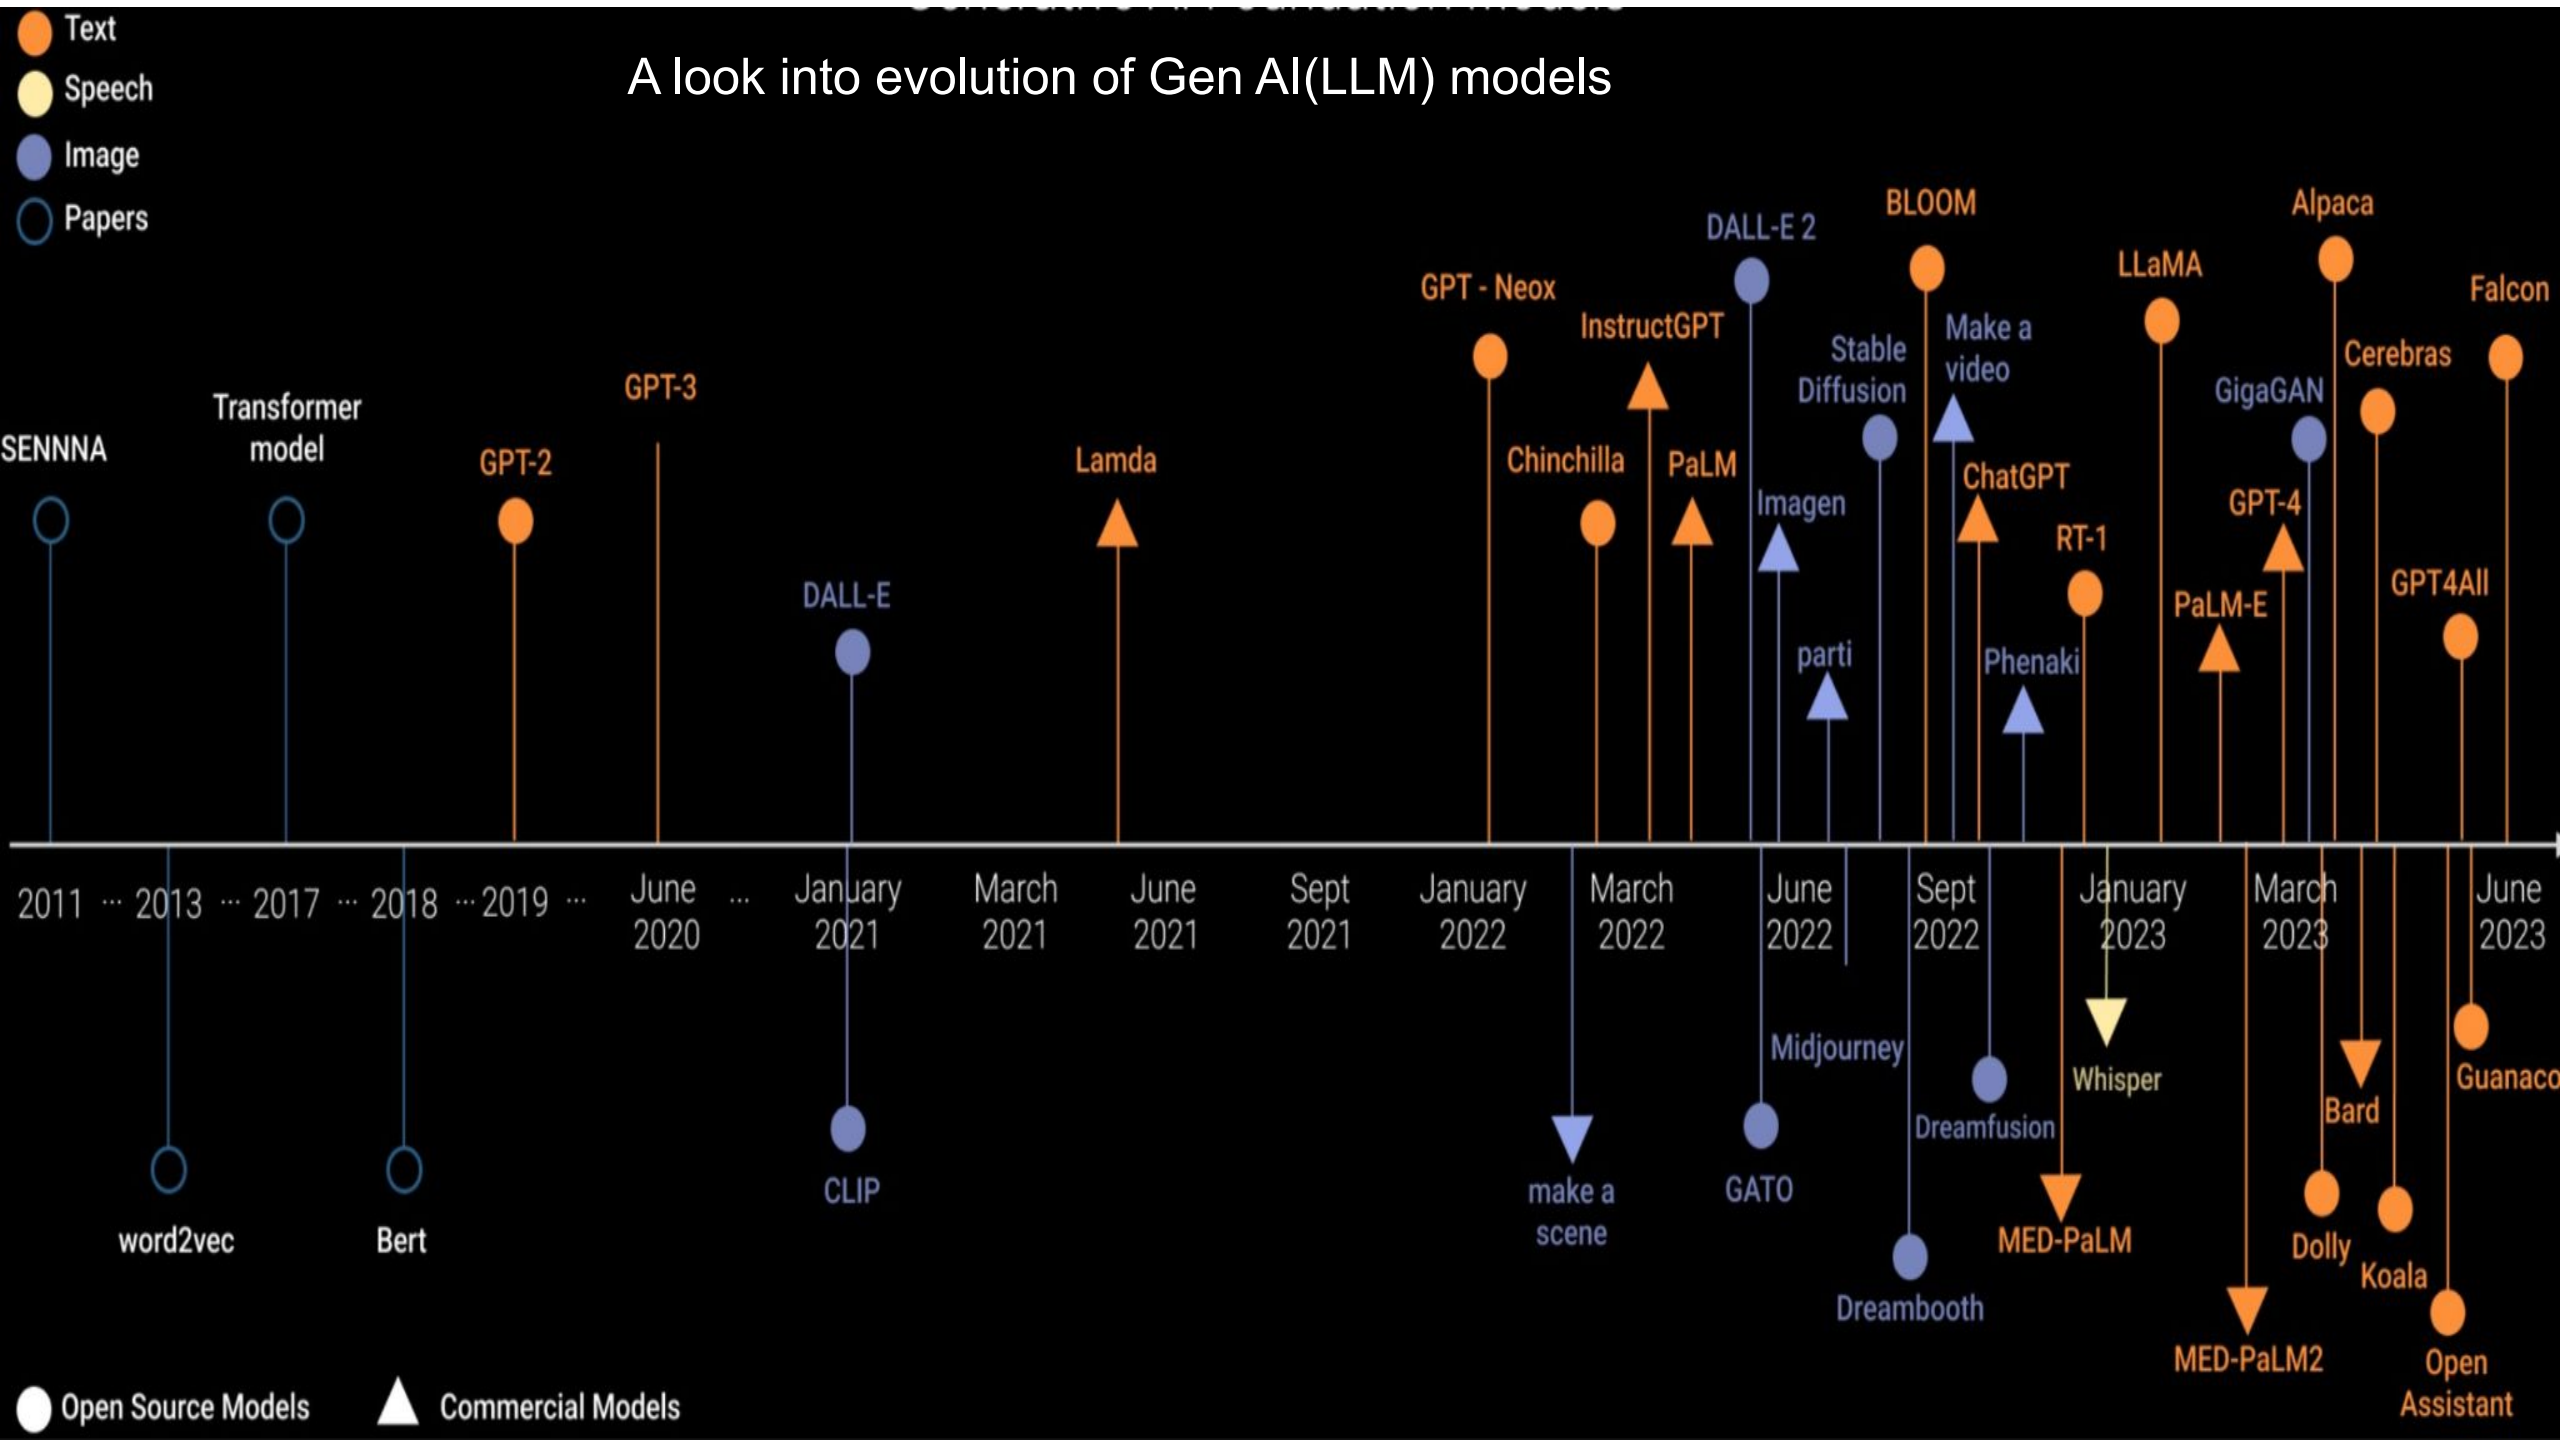 Text
Speech
Image
Papers
A look into evolution of Gen AI(LLM) models
SENNNA
Transformer
model
GPT-2
GPT-3
DALL-E
Lamda
GPT - Neox
Chinchilla
InstructGPT
PaLM
DALL-E 2
Imagen
parti
Stable
Diffusion
BLOOM
Make a
video
ChatGPT
Phenaki
RT-1
LLaMA
PaLM-E
GPT-4
GigaGAN
Alpaca
Cerebras
GPT4All
Falcon
2011 ... 2013 ... 2017 ... 2018 ... 2019 ...
June
2020
...
January
2021
March
2021
June
2021
Sept
2021
January
2022
March
2022
June
2022
Sept
2022
January
2023
March
2023
June
2023
word2vec
Bert
CLIP
make a
scene
GATO
Midjourney
Dreambooth
Dreamfusion
MED-PaLM
Whisper
MED-PaLM2
Dolly
Bard
Koala
Open
Assistant
Guanaco
Open Source Models
Commercial Models